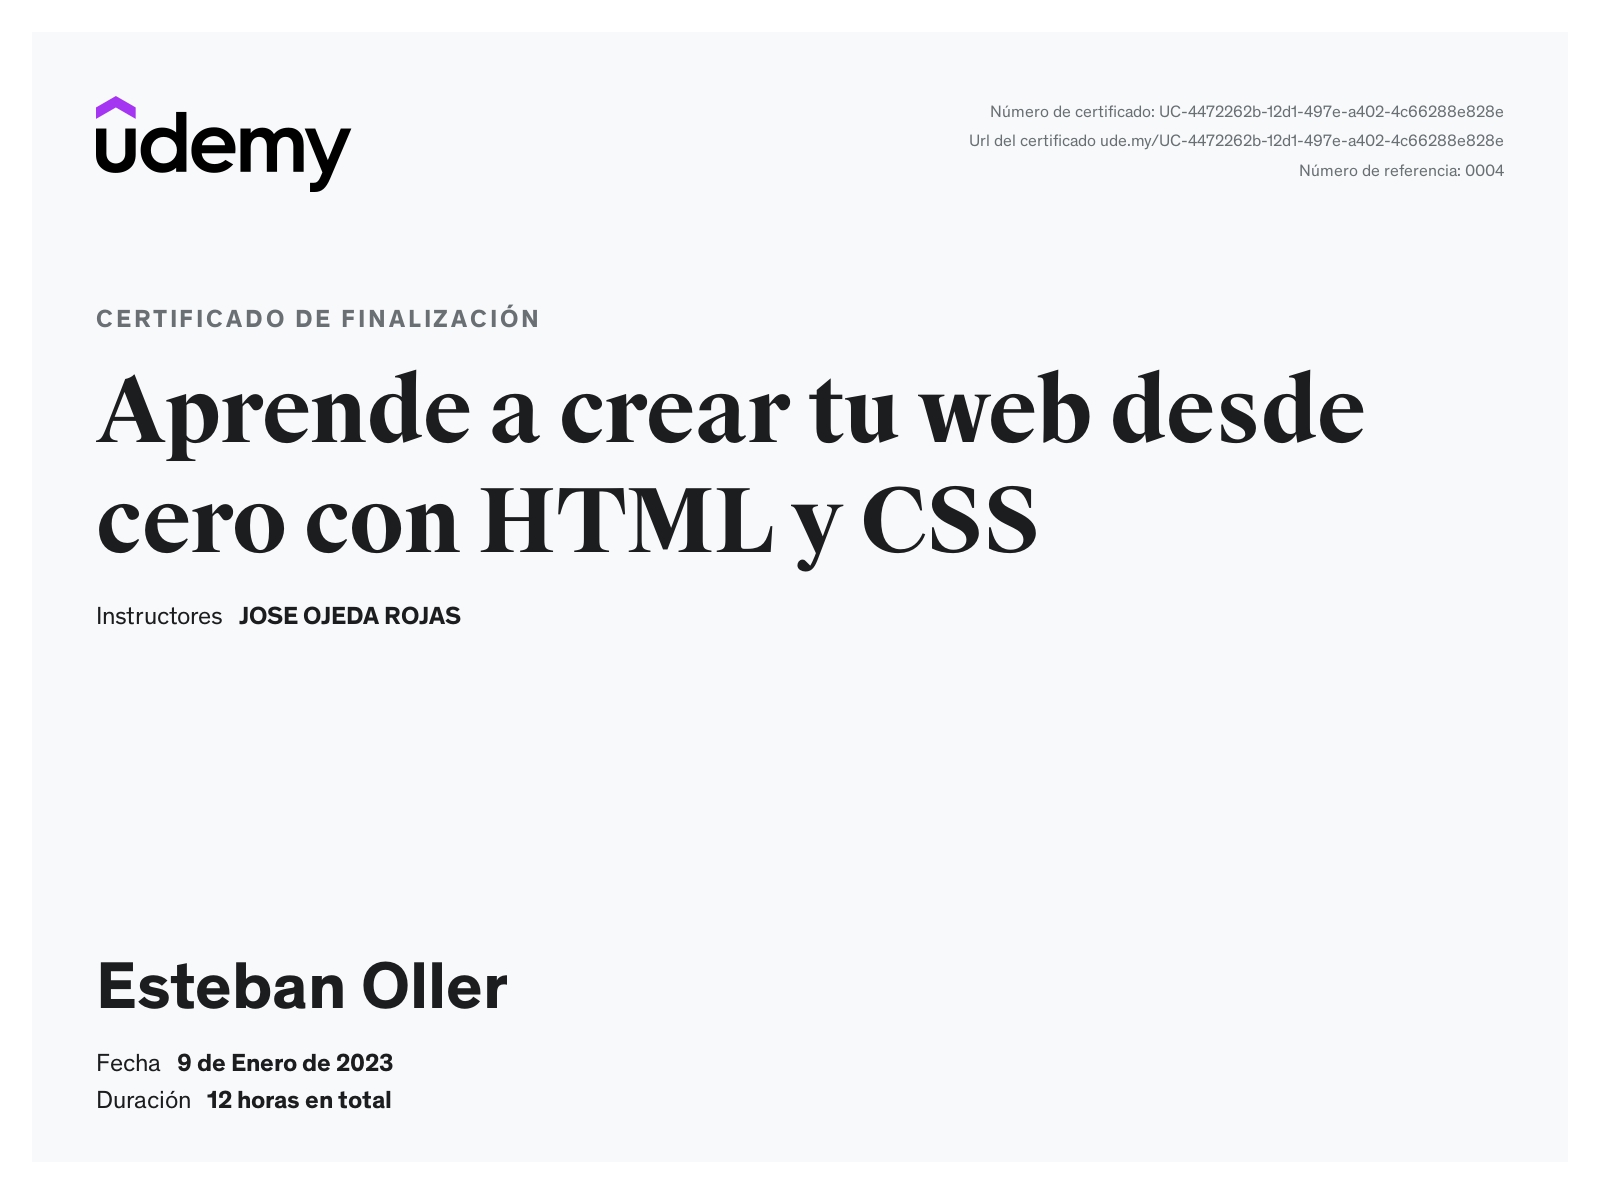 udemy
Número de certificado: UC-4472262b-12d1-497e-a402-4c66288e828e
Url del certificado ude.my/UC-4472262b-12d1-497e-a402-4c66288e828e
Número de referencia: 0004
CERTIFICADO DE FINALIZACIÓN
Aprende a crear tu web desde
cero con HTML y CSS
Instructores JOSE OJEDA ROJAS
Esteban Oller
Fecha 9 de Enero de 2023
Duración 12 horas en total